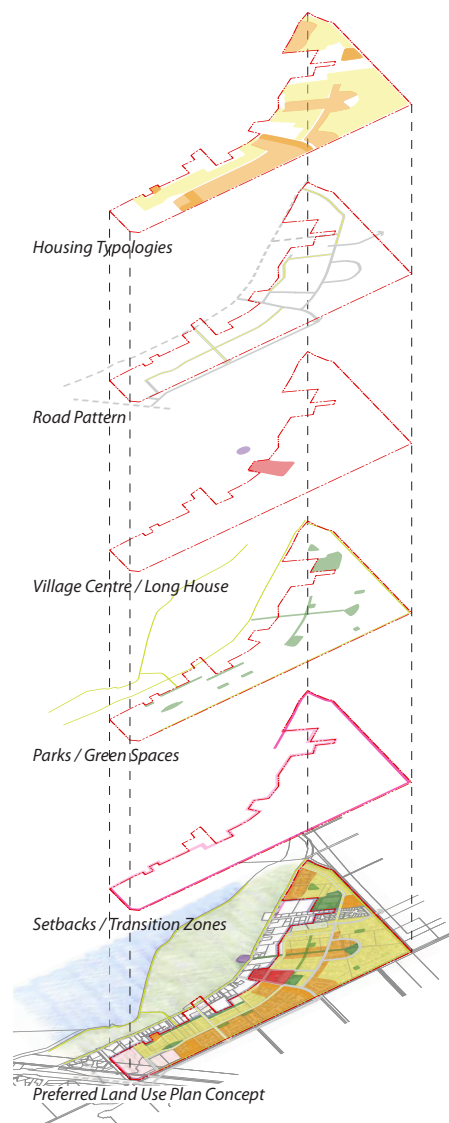 Housing Typologies
Road Pattern
Village Centre / Long House
Parks / Green Spaces
Setbacks / Transition Zones
Preferred Land Use Plan Concept